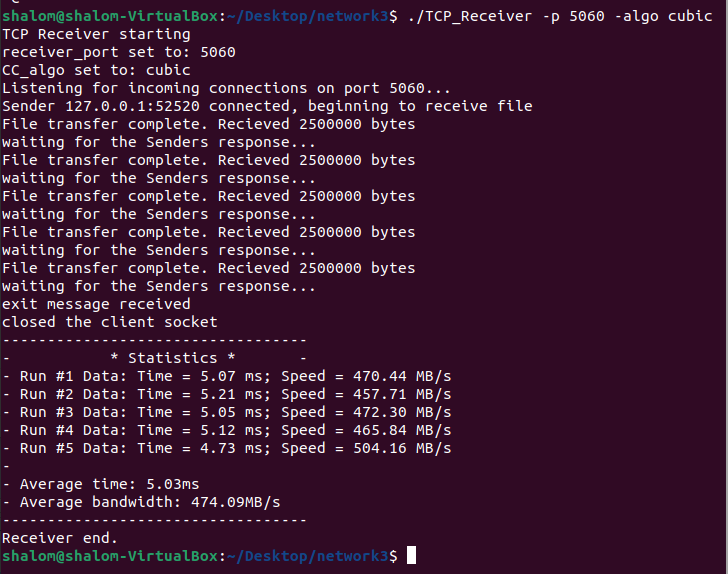 shalom@shalom-VirtualBox:~/Desktop/network3$ ./TCP_Receiver -p 5060 -algo cubic
TCP Receiver starting
receiver_port set to: 5060
CC_algo set to: cubic
Listening for incoming connections on port 5060...
Sender 127.0.0.1:52520 connected, beginning to receive file
File transfer complete. Recieved 2500000 bytes
waiting for the Senders response...
File transfer complete. Recieved 2500000 bytes
waiting for the Senders response...
File transfer complete. Recieved 2500000 bytes
waiting for the Senders response...
File transfer complete. Recieved 2500000 bytes
waiting for the Senders response...
File transfer complete. Recieved 2500000 bytes
waiting for the Senders response...
exit message received
closed the client socket
----------------------------------
-           * Statistics *       -
- Run #1 Data: Time = 5.07 ms; Speed = 470.44 MB/s
- Run #2 Data: Time = 5.21 ms; Speed = 457.71 MB/s
- Run #3 Data: Time = 5.05 ms; Speed = 472.30 MB/s
- Run #4 Data: Time = 5.12 ms; Speed = 465.84 MB/s
- Run #5 Data: Time = 4.73 ms; Speed = 504.16 MB/s
-
- Average time: 5.03ms
- Average bandwidth: 474.09MB/s
----------------------------------
Receiver end.
shalom@shalom-VirtualBox:~/Desktop/network3$